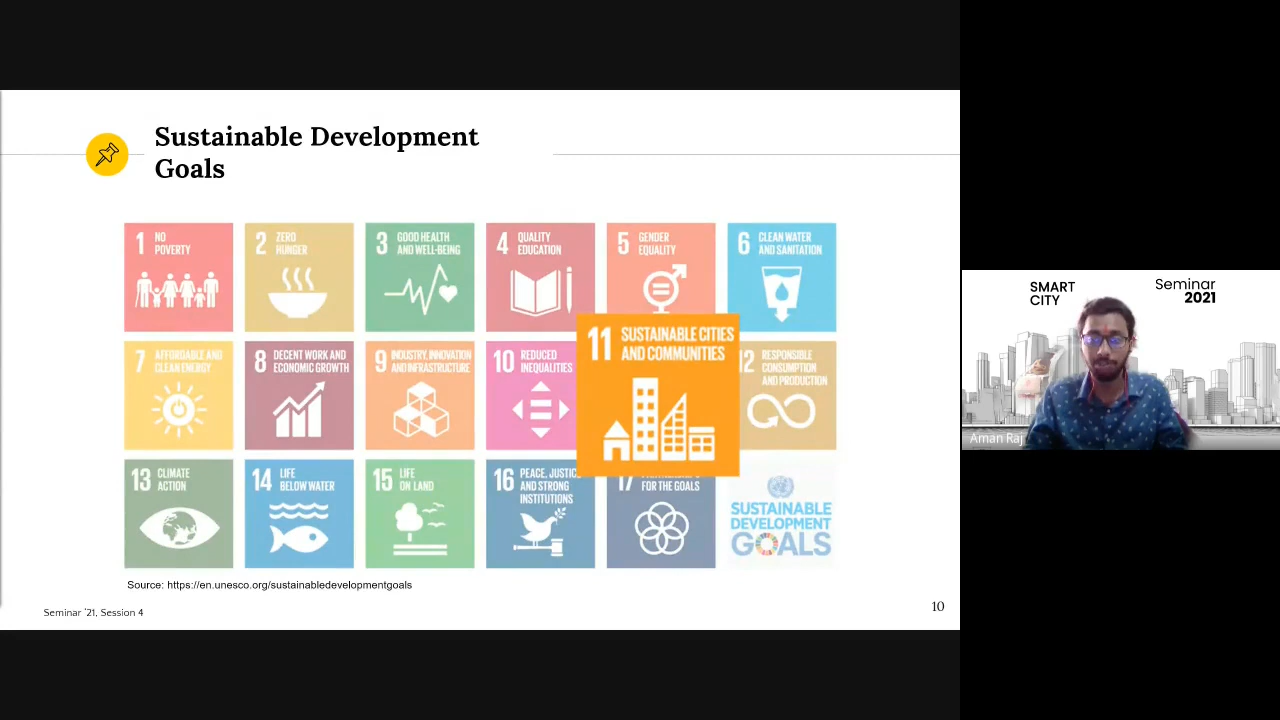 Sustainable Development
Goals
1 NO
POVERTY
2 ZERO
HUNGER
3 GOOD HEALTH
AND WELL-BEING
4 QUALITY
EDUCATION
5 GENDER
EQUALITY
6 CLEAN WATER
AND SANITATION
7 AFFORDABLE AND
CLEAN ENERGY
8 DECENT WORK AND
ECONOMIC GROWTH
9 INDUSTRY, INNOVATION
AND INFRASTRUCTURE
10 REDUCED
INEQUALITIES
11 SUSTAINABLE CITIES
AND COMMUNITIES
12 RESPONSIBLE
CONSUMPTION
AND PRODUCTION
13 CLIMATE
ACTION
14 LIFE
BELOW WATER
15 LIFE
ON LAND
16 PEACE, JUSTICE
AND STRONG
INSTITUTIONS
17
FOR THE GOALS
SUSTAINABLE
DEVELOPMENT
GOALS
Source: https://en.unesco.org/sustainabledevelopmentgoals
Seminar '21, Session 4
10
SMART
CITY
Seminar
2021
Aman Raj